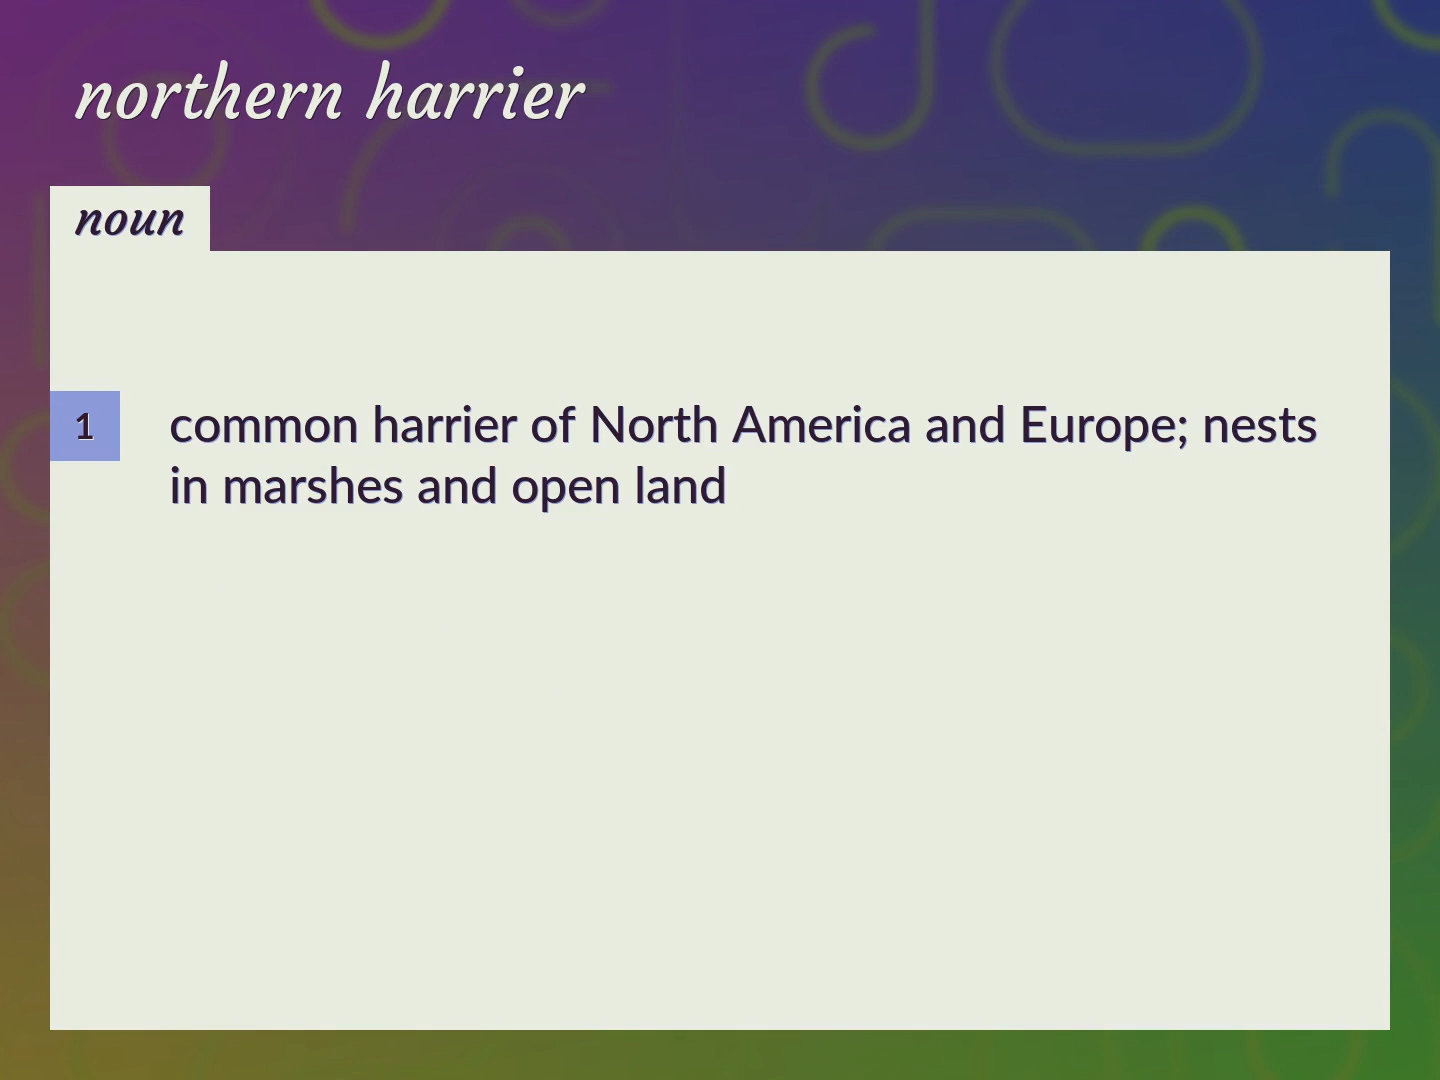 northern harrier
noun
1
common harrier of North America and Europe; nests
in marshes and open land